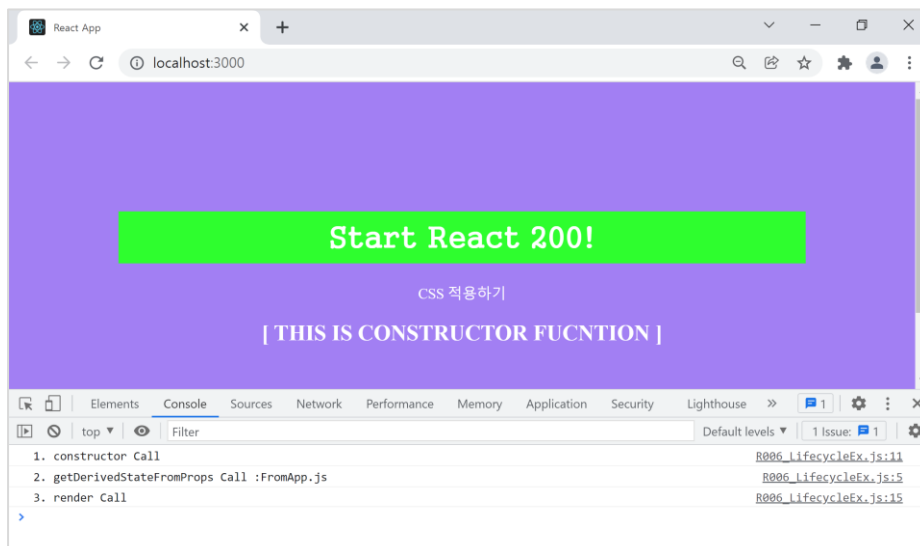 React App
localhost:3000
Start React 200!
CSS 적용하기
[ THIS IS CONSTRUCTOR FUCNTION ]
Elements Console Sources Network Performance Memory Application Security Lighthouse » 1
top ▼ Filter Default levels ▼ 1 Issue: 1
1. constructor Call R006_LifecycleEx.js:11
2. getDerivedStateFromProps Call :FromApp.js R006_LifecycleEx.js:5
3. render Call R006_LifecycleEx.js:15
>